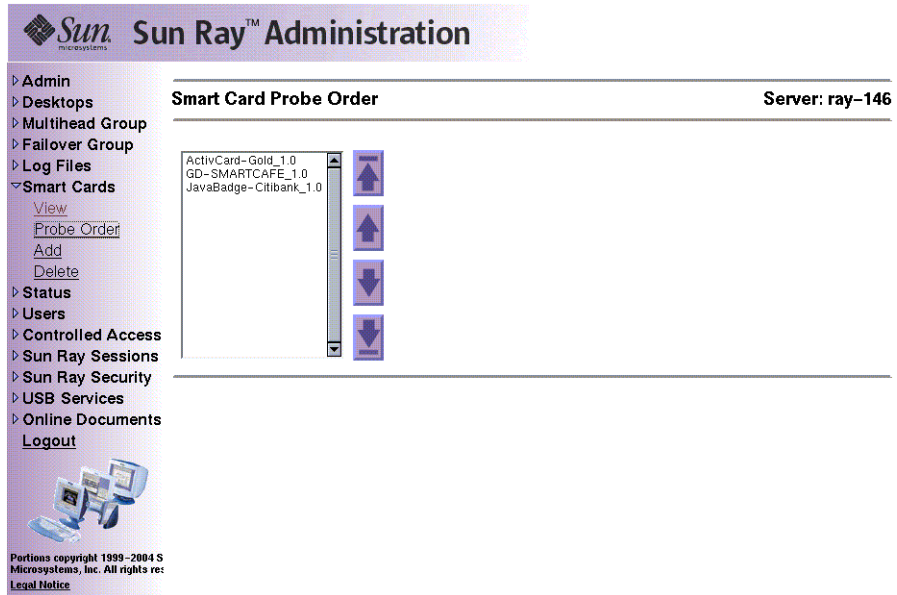 Sun microsystems
Sun Ray™ Administration
Admin
Desktops
Multihead Group
Failover Group
Log Files
Smart Cards
View
Probe Order
Add
Delete
Status
Users
Controlled Access
Sun Ray Sessions
Sun Ray Security
USB Services
Online Documents
Logout
Portions copyright 1999-2004 S
Microsystems, Inc. All rights res
Legal Notice
Smart Card Probe Order
Server: ray-146
ActivCard-Gold_1.0
GD-SMARTCAFE_1.0
JavaBadge-Citibank_1.0